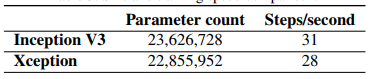 Parameter count Steps/second
Inception V3 23,626,728 31
Xception 22,855,952 28